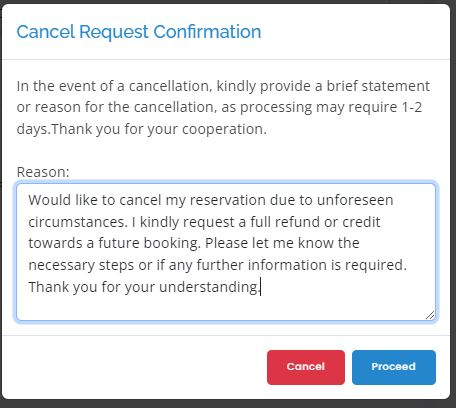 Cancel Request Confirmation
In the event of a cancellation, kindly provide a brief statement
or reason for the cancellation, as processing may require 1-2
days.Thank you for your cooperation.
Reason:
Would like to cancel my reservation due to unforeseen
circumstances. I kindly request a full refund or credit
towards a future booking. Please let me know the
necessary steps or if any further information is required.
Thank you for your understanding.
Cancel Proceed